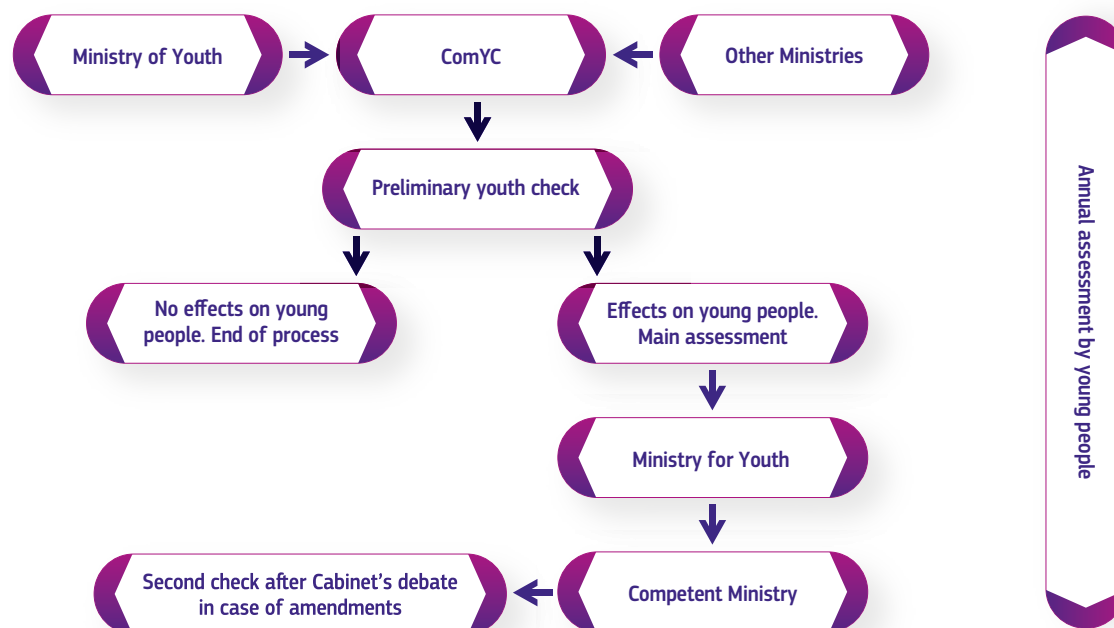 Ministry of Youth
ComYC
Other Ministries
Preliminary youth check
No effects on young
people. End of process
Effects on young people.
Main assessment
Ministry for Youth
Second check after Cabinet's debate
in case of amendments
Competent Ministry
Annual assessment by young people